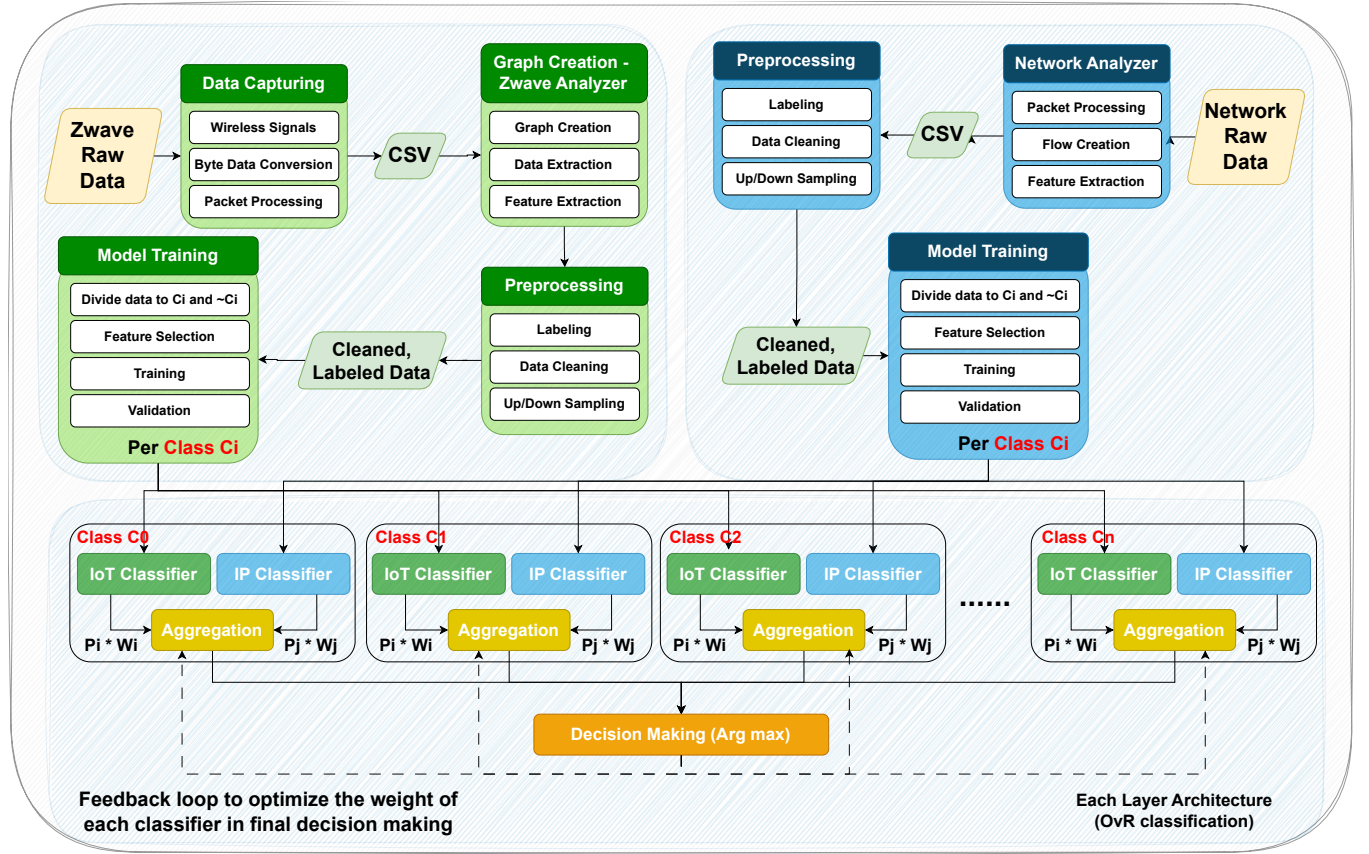 Zwave
Raw
Data
Data Capturing
Wireless Signals
Byte Data Conversion
Packet Processing
CSV
Graph Creation -
Zwave Analyzer
Graph Creation
Data Extraction
Feature Extraction
Preprocessing
Labeling
Data Cleaning
Up/Down Sampling
Cleaned,
Labeled Data
Model Training
Divide data to Ci and ~Ci
Feature Selection
Training
Validation
Per Class Ci
Network
Raw
Data
Network Analyzer
Packet Processing
Flow Creation
Feature Extraction
CSV
Preprocessing
Labeling
Data Cleaning
Up/Down Sampling
Cleaned,
Labeled Data
Model Training
Divide data to Ci and ~Ci
Feature Selection
Training
Validation
Per Class Ci
Class C0
IoT Classifier
IP Classifier
Aggregation
Pi * Wi
Pj * Wj
Class C1
IoT Classifier
IP Classifier
Aggregation
Pi * Wi
Pj * Wj
Class C2
IoT Classifier
IP Classifier
Aggregation
Pi * Wi
Pj * Wj
......
Class Cn
IoT Classifier
IP Classifier
Aggregation
Pi * Wi
Pj * Wj
Decision Making (Arg max)
Feedback loop to optimize the weight of
each classifier in final decision making
Each Layer Architecture
(OvR classification)